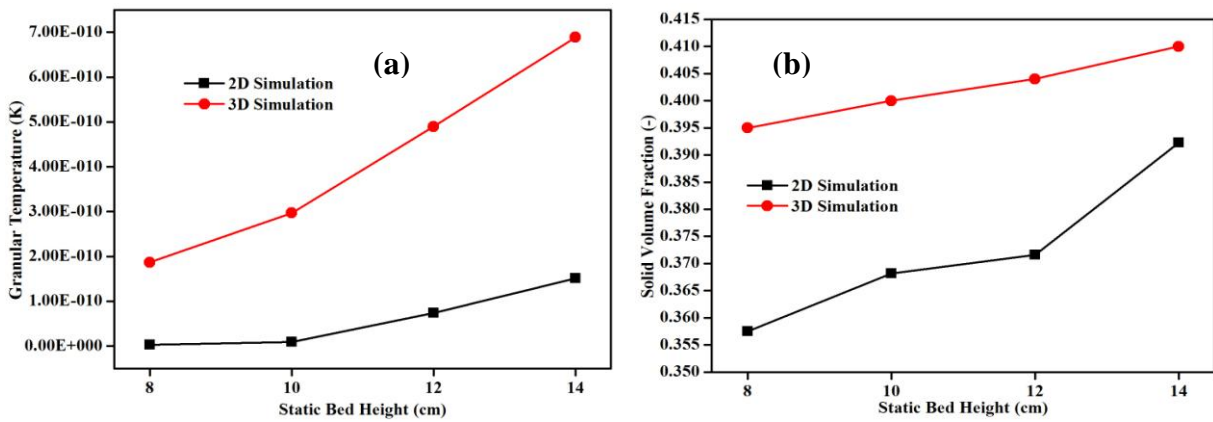 7.00E-010
6.00E-010
5.00E-010
4.00E-010
3.00E-010
2.00E-010
1.00E-010
0.00E+000
Granular Temperature (K)
(a)
2D Simulation
3D Simulation
8 10 12 14
Static Bed Height (cm)
0.415
0.410
0.405
0.400
0.395
0.390
0.385
0.380
0.375
0.370
0.365
0.360
0.355
0.350
Solid Volume Fraction (-)
(b)
2D Simulation
3D Simulation
8 10 12 14
Static Bed Height (cm)